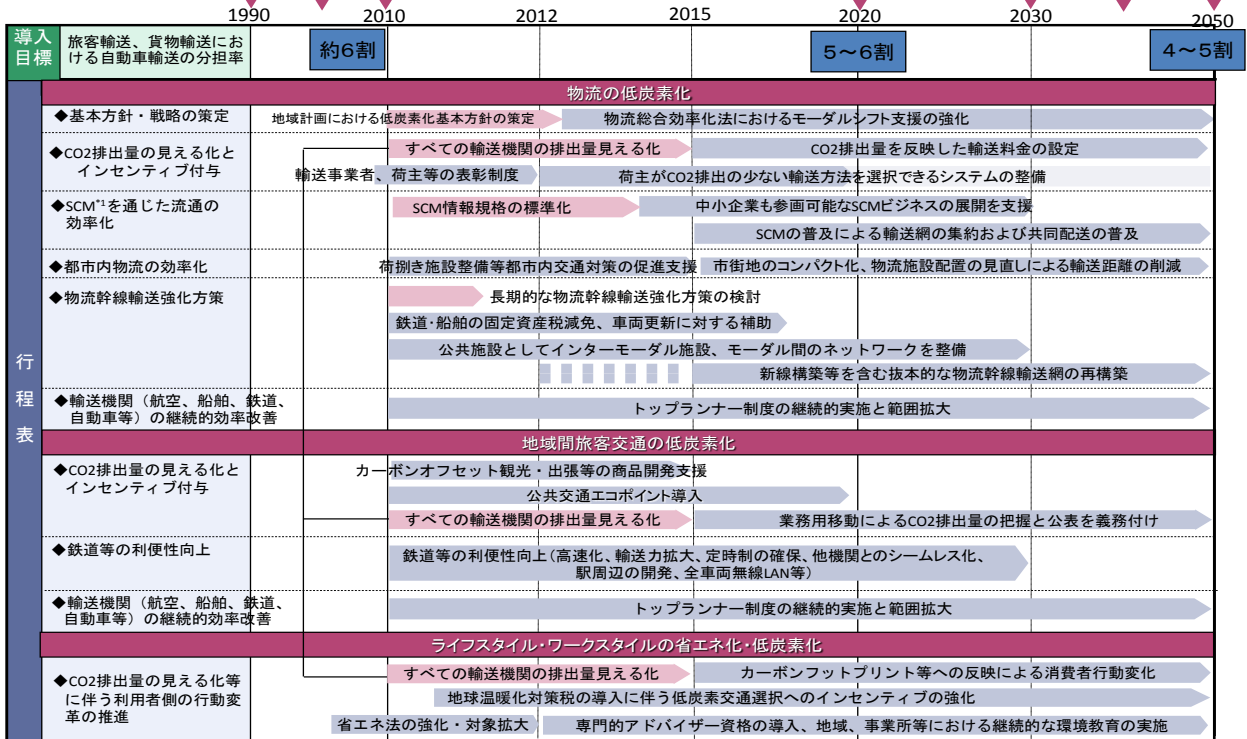 1990 2010 2012 2015 2020 2030 2050
導入
目標
旅客輸送、貨物輸送にお
ける自動車輸送の分担率
約6割
5～6割
4～5割
行程表
物流の低炭素化
◆基本方針・戦略の策定
地域計画における低炭素化基本方針の策定
物流総合効率化法におけるモーダルシフト支援の強化
◆CO2排出量の見える化と
インセンティブ付与
すべての輸送機関の排出量見える化
CO2排出量を反映した輸送料金の設定
輸送事業者、荷主等の表彰制度
荷主がCO2排出の少ない輸送方法を選択できるシステムの整備
◆SCM*1を通じた流通の
効率化
SCM情報規格の標準化
中小企業も参画可能なSCMビジネスの展開を支援
SCMの普及による輸送網の集約および共同配送の普及
◆都市内物流の効率化
荷捌き施設整備等都市内交通対策の促進支援
市街地のコンパクト化、物流施設配置の見直しによる輸送距離の削減
◆物流幹線輸送強化方策
長期的な物流幹線輸送強化方策の検討
鉄道・船舶の固定資産税減免、車両更新に対する補助
公共施設としてインターモーダル施設、モーダル間のネットワークを整備
新線構築等を含む抜本的な物流幹線輸送網の再構築
◆輸送機関（航空、船舶、鉄道、
自動車等）の継続的効率改善
トップランナー制度の継続的実施と範囲拡大
地域間旅客交通の低炭素化
◆CO2排出量の見える化と
インセンティブ付与
カーボンオフセット観光・出張等の商品開発支援
公共交通エコポイント導入
すべての輸送機関の排出量見える化
業務用移動によるCO2排出量の把握と公表を義務付け
◆鉄道等の利便性向上
鉄道等の利便性向上（高速化、輸送力拡大、定時制の確保、他機関とのシームレス化、
駅周辺の開発、全車両無線LAN等）
◆輸送機関（航空、船舶、鉄道、
自動車等）の継続的効率改善
トップランナー制度の継続的実施と範囲拡大
ライフスタイル・ワークスタイルの省エネ化・低炭素化
◆CO2排出量の見える化等
に伴う利用者側の行動変
革の推進
すべての輸送機関の排出量見える化
カーボンフットプリント等への反映による消費者行動変化
地球温暖化対策税の導入に伴う低炭素交通選択へのインセンティブの強化
省エネ法の強化・対象拡大
専門的アドバイザー資格の導入、地域、事業所等における継続的な環境教育の実施